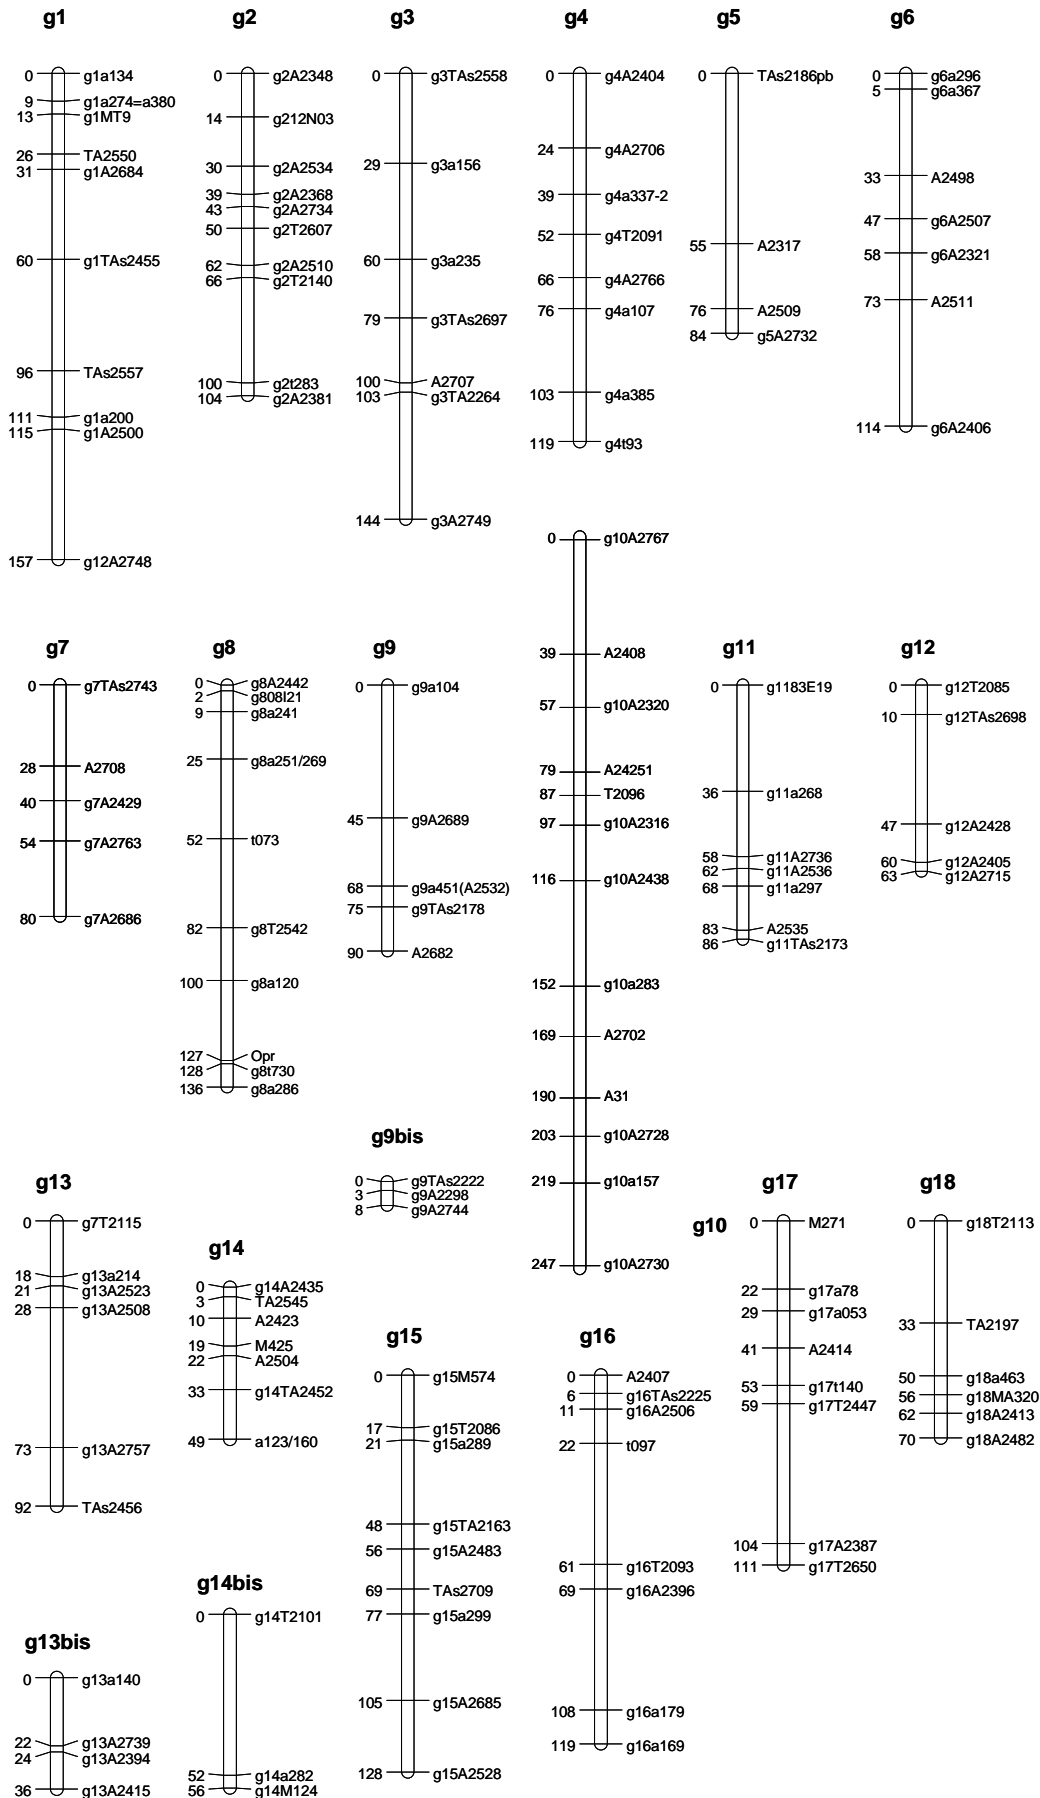 g1
0 g1a134
9 g1a274=a380
13 g1MT9
26 TA2550
31 g1A2684
60 g1TAs2455
96 TAs2557
111 g1a200
115 g1A2500
157 g12A2748
g2
0 g2A2348
14 g212N03
30 g2A2534
39 g2A2368
43 g2A2734
50 g2T2607
62 g2A2510
66 g2T2140
100 g2t283
104 g2A2381
g3
0 g3TAs2558
29 g3a156
60 g3a235
79 g3TAs2697
100 A2707
103 g3TA2264
144 g3A2749
g4
0 g4A2404
24 g4A2706
39 g4a337-2
52 g4T2091
66 g4A2766
76 g4a107
103 g4a385
119 g4t93
g5
0 TAs2186pb
55 A2317
76 A2509
84 g5A2732
g6
0 g6a296
5 g6a367
33 A2498
47 g6A2507
58 g6A2321
73 A2511
114 g6A2406
g7
0 g7TAs2743
28 A2708
40 g7A2429
54 g7A2763
80 g7A2686
g8
0 g8A2442
2 g808I21
9 g8a241
25 g8a251/269
52 t073
82 g8T2542
100 g8a120
127 Opr
128 g8t730
136 g8a286
g9
0 g9a104
45 g9A2689
68 g9a451(A2532)
75 g9TAs2178
90 A2682
g9bis
0 g9TAs2222
3 g9A2298
8 g9A2744
g10
0 g10A2767
39 A2408
57 g10A2320
79 A24251
87 T2096
97 g10A2316
116 g10A2438
152 g10a283
169 A2702
190 A31
203 g10A2728
219 g10a157
247 g10A2730
g11
0 g1183E19
36 g11a268
58 g11A2736
62 g11A2536
68 g11a297
83 A2535
86 g11TAs2173
g12
0 g12T2085
10 g12TAs2698
47 g12A2428
60 g12A2405
63 g12A2715
g13
0 g7T2115
18 g13a214
21 g13A2523
28 g13A2508
73 g13A2757
92 TAs2456
g13bis
0 g13a140
22 g13A2739
24 g13A2394
36 g13A2415
g14
0 g14A2435
3 TA2545
10 A2423
19 M425
22 A2504
33 g14TA2452
49 a123/160
g14bis
0 g14T2101
52 g14a282
56 g14M124
g15
0 g15M574
17 g15T2086
21 g15a289
48 g15TA2163
56 g15A2483
69 TAs2709
77 g15a299
105 g15A2685
128 g15A2528
g16
0 A2407
6 g16TAs2225
11 g16A2506
22 t097
61 g16T2093
69 g16A2396
108 g16a179
119 g16a169
g17
0 M271
22 g17a78
29 g17a053
41 A2414
53 g17t140
59 g17T2447
104 g17A2387
111 g17T2650
g18
0 g18T2113
33 TA2197
50 g18a463
56 g18MA320
62 g18A2413
70 g18A2482